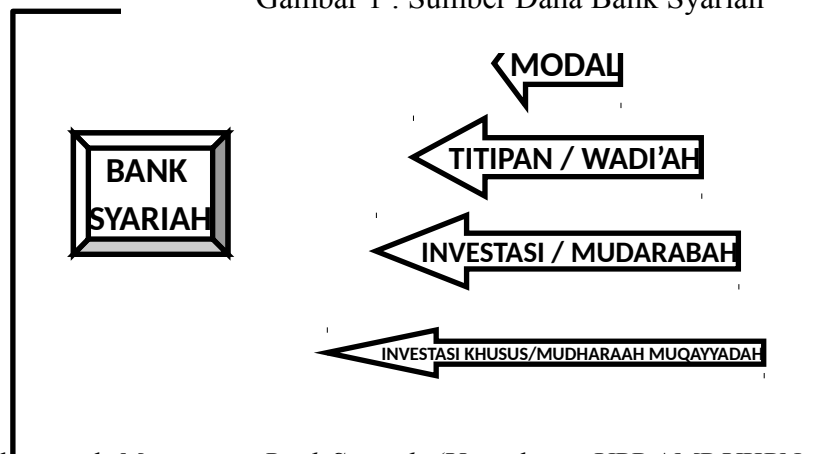 Gambar 1 : Sumber Dana Bank Syariah
MODAL
BANK
SYARIAH
TITIPAN / WADI’AH
INVESTASI / MUDARABAH
INVESTASI KHUSUS/MUDHARAAH MUQAYYADAH